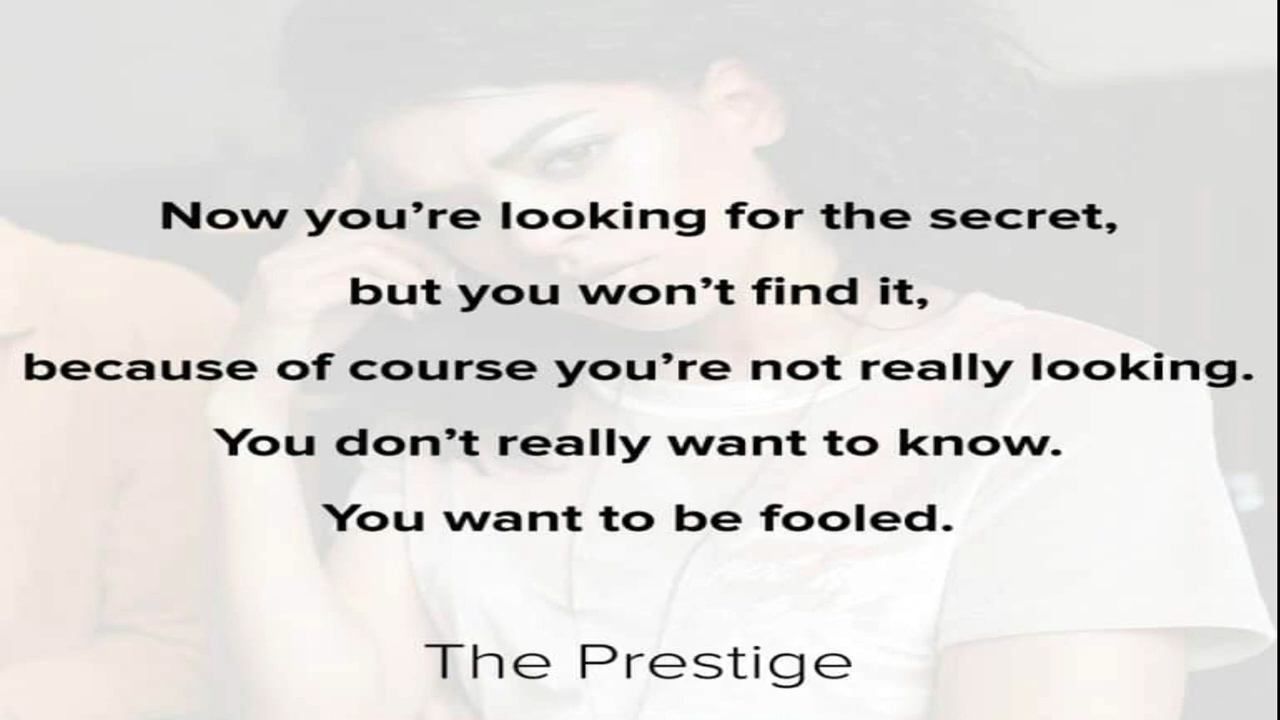 Now you’re looking for the secret,
but you won’t find it,
because of course you’re not really looking.
You don’t really want to know.
You want to be fooled.
The Prestige